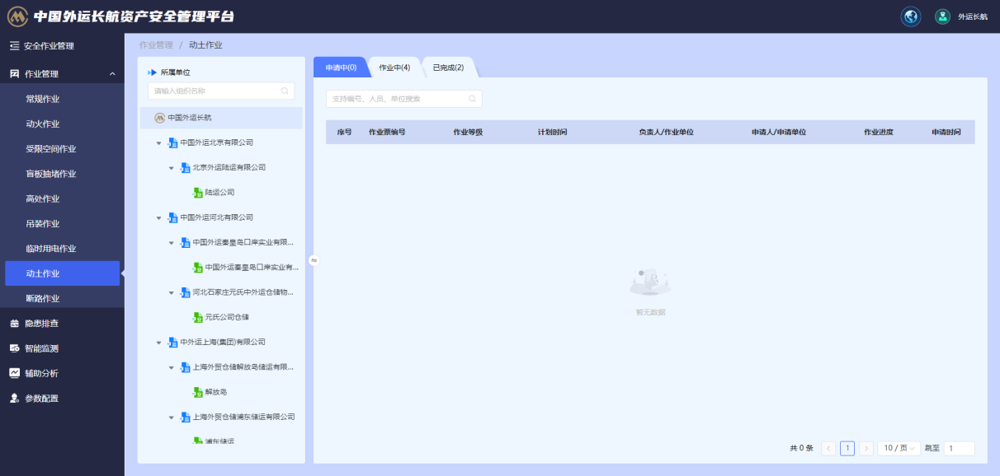 中国外运长航资产安全管理平台
外运长航
安全作业管理
作业管理
常规作业
动火作业
受限空间作业
盲板抽堵作业
高处作业
吊装作业
临时用电作业
动土作业
断路作业
隐患排查
智能监测
辅助分析
参数配置
作业管理 / 动土作业
所属单位
请输入组织名称
中国外运长航
中国外运北京有限公司
北京外运陆运有限公司
陆运公司
中国外运河北有限公司
中国外运秦皇岛口岸实业有限...
中国外运秦皇岛口岸实业有...
河北石家庄元氏中外运仓储物...
元氏公司仓储
中外运上海(集团)有限公司
上海外贸仓储解放岛储运有限...
解放岛
上海外贸仓储浦东储运有限公司
浦东储运
申请中(0) 作业中(4) 已完成(2)
支持编号、人员、单位搜索
序号 作业票编号 作业等级 计划时间 负责人/作业单位 申请人/申请单位 作业进度 申请时间
暂无数据
共 0 条 < 1 > 10 / 页 跳至 1